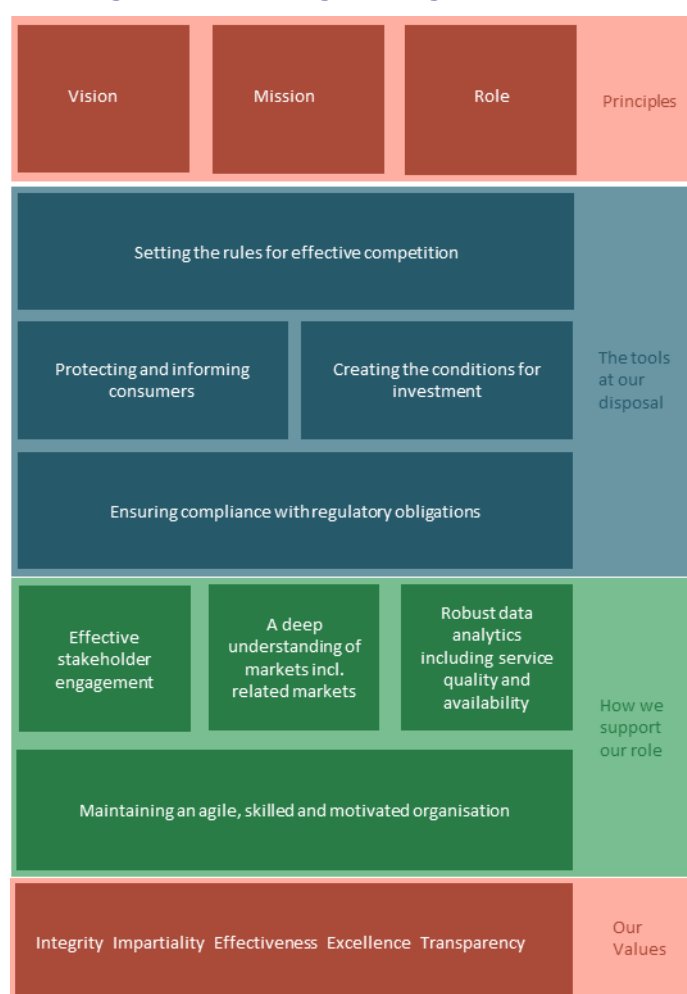 Vision
Mission
Role
Principles
Setting the rules for effective competition
Protecting and informing
consumers
Creating the conditions for
investment
The tools
at our
disposal
Ensuring compliance with regulatory obligations
Effective
stakeholder
engagement
A deep
understanding of
markets incl.
related markets
Robust data
analytics
including service
quality and
availability
How we
support
our role
Maintaining an agile, skilled and motivated organisation
Integrity Impartiality Effectiveness Excellence Transparency
Our
Values